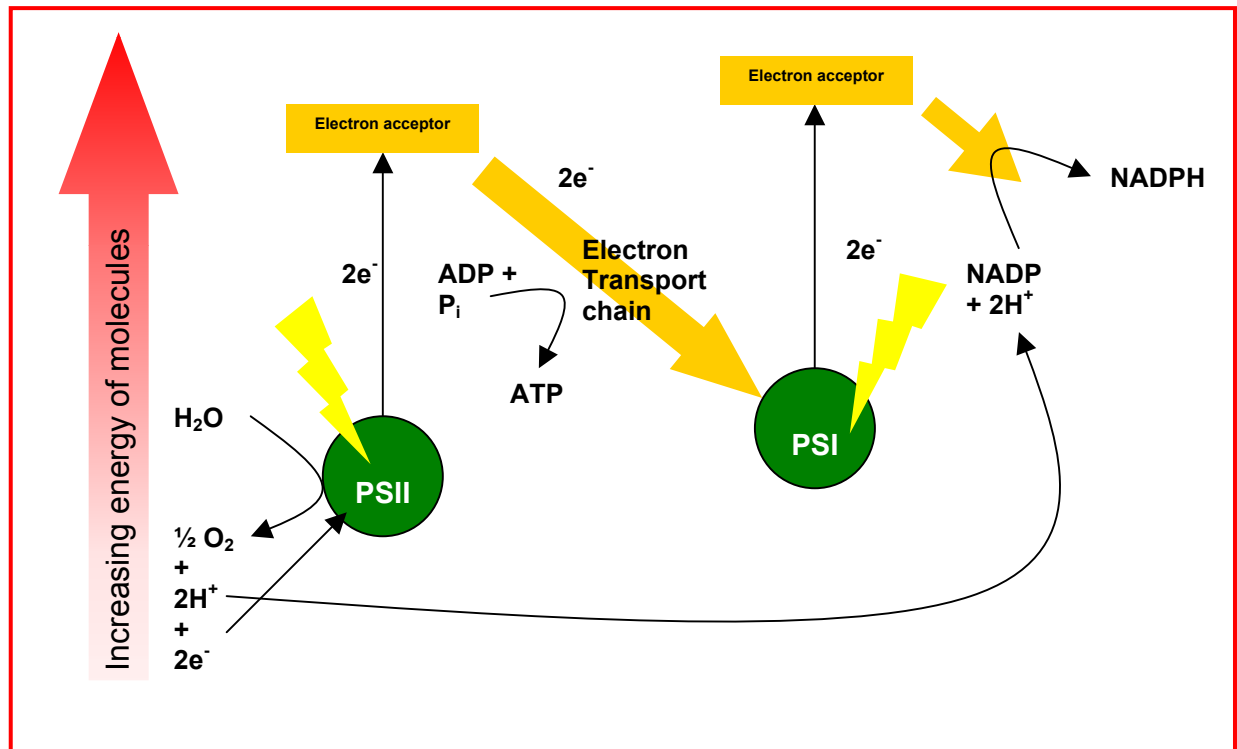 Increasing energy of molecules
Electron acceptor
Electron acceptor
2e⁻
NADPH
2e⁻
ADP +
Pᵢ
Electron
Transport
chain
2e⁻
NADP
+ 2H⁺
ATP
H₂O
PSII
PSI
½ O₂
+
2H⁺
+
2e⁻